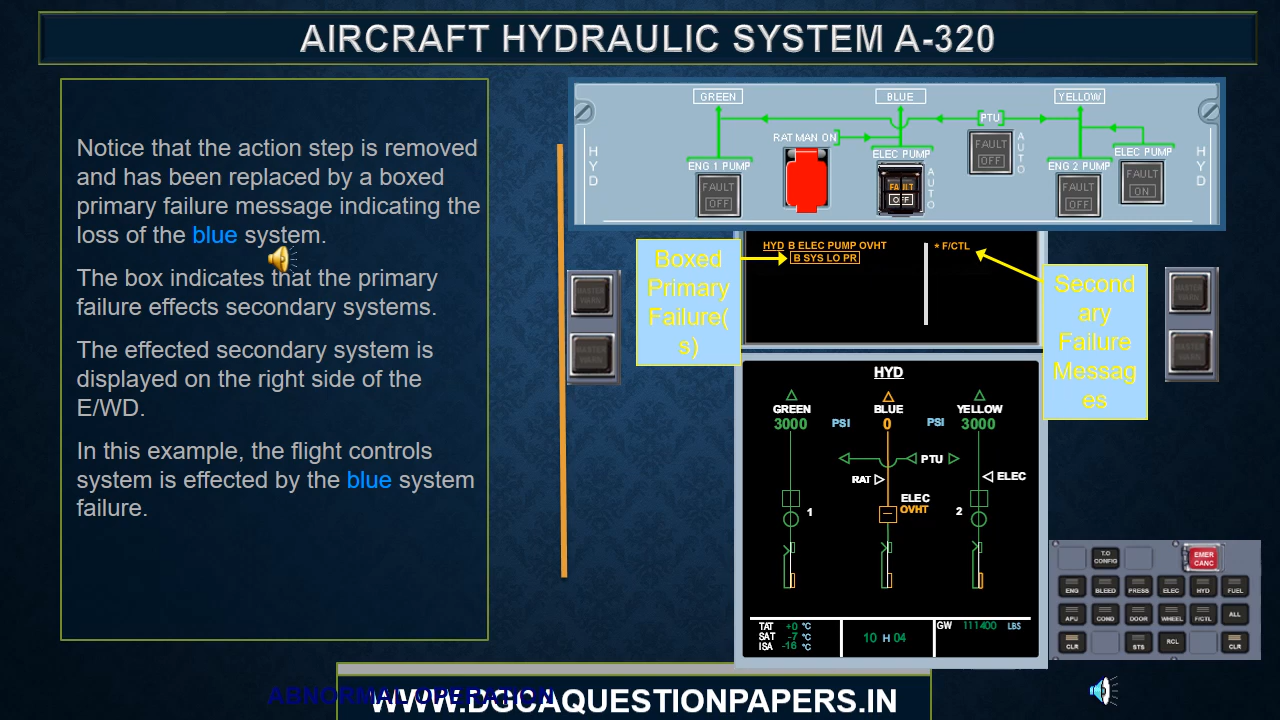 AIRCRAFT HYDRAULIC SYSTEM A-320
Notice that the action step is removed
and has been replaced by a boxed
primary failure message indicating the
loss of the blue system.
The box indicates that the primary
failure effects secondary systems.
The effected secondary system is
displayed on the right side of the
E/WD.
In this example, the flight controls
system is effected by the blue system
failure.
GREEN BLUE YELLOW
PTU
RAT MAN ON
HYD
ENG 1 PUMP
FAULT
OFF
ELEC PUMP
FAULT
OFF
AUTO
FAULT
OFF
AUTO
ENG 2 PUMP
FAULT
OFF
ELEC PUMP
FAULT
ON
HYD
HYD B ELEC PUMP OVHT
B SYS LO PR
* F/CTL
Boxed
Primary
Failure(
s)
Second
ary
Failure
Messag
es
MASTER
WARN
MASTER
WARN
MASTER
WARN
MASTER
WARN
HYD
GREEN BLUE YELLOW
3000 PSI 0 PSI 3000
PTU
RAT
ELEC
ELEC
OVHT
1 2
TAT +0 °C
SAT -7 °C
ISA -16 °C
10 H 04
GW 111400 LBS
T.O
CONFIG
EMER
CANC
ENG BLEED PRESS ELEC HYD FUEL
APU COND DOOR WHEEL F/CTL ALL
CLR STS RCL CLR
ABNORMAL OPERATION
WWW.DGCAQUESTIONPAPERS.IN